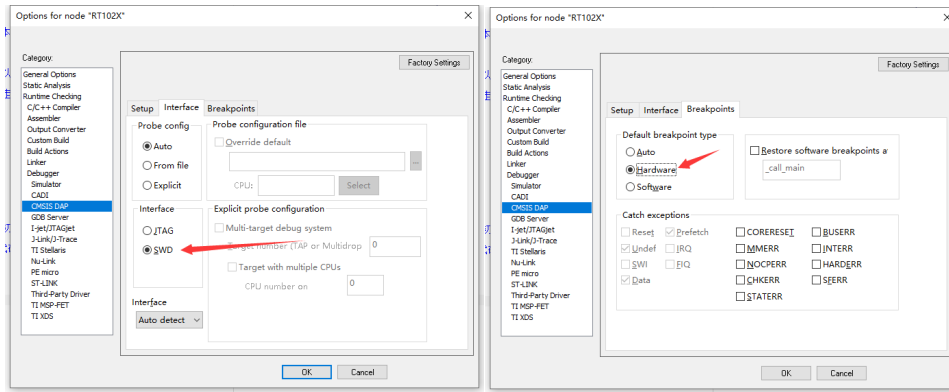 Options for node "RT102X"
Category:
General Options
Static Analysis
Runtime Checking
C/C++ Compiler
Assembler
Output Converter
Custom Build
Build Actions
Linker
Debugger
Simulator
CADI
CMSIS DAP
GDB Server
I-jet/JTAGjet
J-Link/J-Trace
TI Stellaris
Nu-Link
PE micro
ST-LINK
Third-Party Driver
TI MSP-FET
TI XDS
Factory Settings
Setup Interface Breakpoints
Probe config
Auto
From file
Explicit
Probe configuration file
Override default
...
CPU:
Select
Interface
JTAG
SWD
Explicit probe configuration
Multi-target debug system
Target number (TAP or Multidrop 0
Target with multiple CPUs
CPU number on 0
Interface
Auto detect
OK Cancel
Options for node "RT102X"
Category:
General Options
Static Analysis
Runtime Checking
C/C++ Compiler
Assembler
Output Converter
Custom Build
Build Actions
Linker
Debugger
Simulator
CADI
CMSIS DAP
GDB Server
I-jet/JTAGjet
J-Link/J-Trace
TI Stellaris
Nu-Link
PE micro
ST-LINK
Third-Party Driver
TI MSP-FET
TI XDS
Factory Settings
Setup Interface Breakpoints
Default breakpoint type
Auto
Hardware
Software
Restore software breakpoints a
_call_main
Catch exceptions
Reset Prefetch CORERESET BUSERR
Undef IRQ MMERR INTERR
SWI FIQ NOCPERR HARDERR
Data CHKERR SFERR
STATERR
OK Cancel